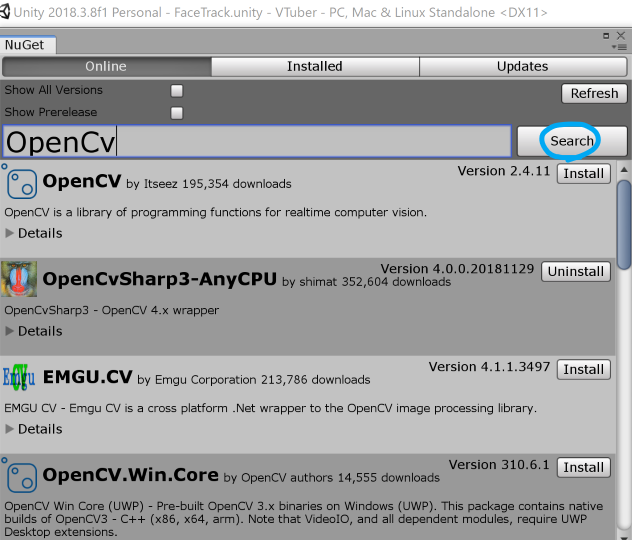 Unity 2018.3.8f1 Personal - FaceTrack.unity - VTuber - PC, Mac & Linux Standalone <DX11>
NuGet
Online Installed Updates
Show All Versions
Refresh
Show Prerelease
OpenCv Search
OpenCV by Itseez 195,354 downloads Version 2.4.11 Install
OpenCV is a library of programming functions for realtime computer vision.
Details
OpenCvSharp3-AnyCPU by shimat 352,604 downloads Version 4.0.0.20181129 Uninstall
OpenCvSharp3 - OpenCV 4.x wrapper
Details
Emgu CV EMGU.CV by Emgu Corporation 213,786 downloads Version 4.1.1.3497 Install
EMGU CV - Emgu CV is a cross platform .Net wrapper to the OpenCV image processing library.
Details
OpenCV.Win.Core by OpenCV authors 14,555 downloads Version 310.6.1 Install
OpenCV Win Core (UWP) - Pre-built OpenCV 3.x binaries on Windows (UWP). This package contains native
builds of OpenCV3 - C++ (x86, x64, arm). Note that VideoIO, and all dependent modules, require UWP
Desktop extensions.